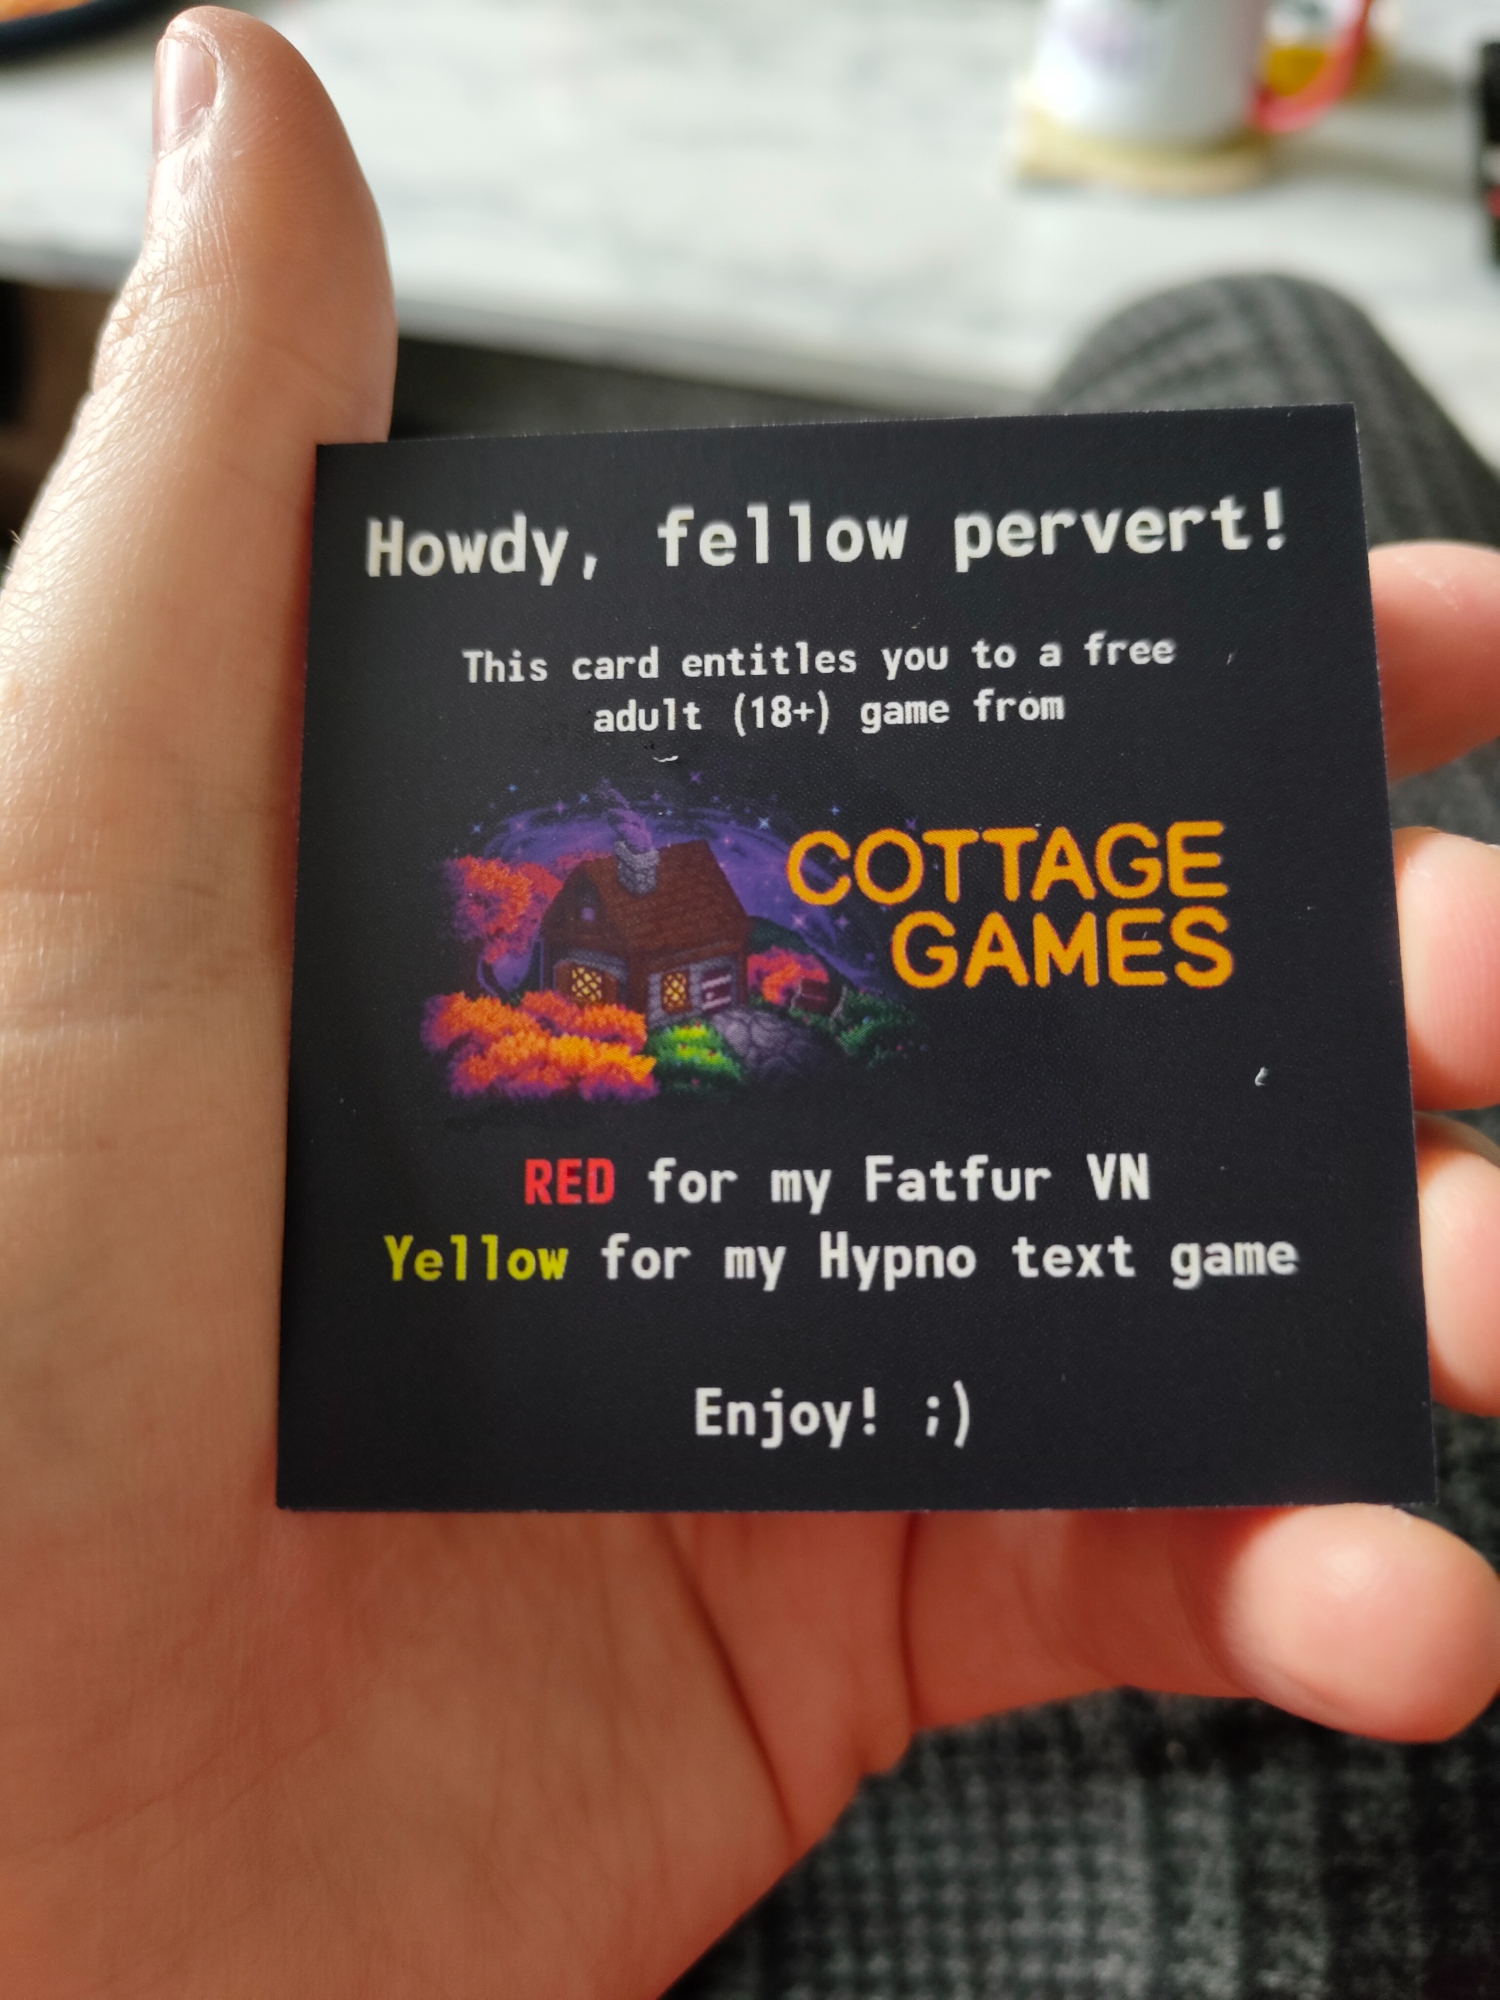 Howdy, fellow pervert!
This card entitles you to a free
adult (18+) game from
COTTAGE
GAMES
RED for my Fatfur VN
Yellow for my Hypno text game
Enjoy! ;)